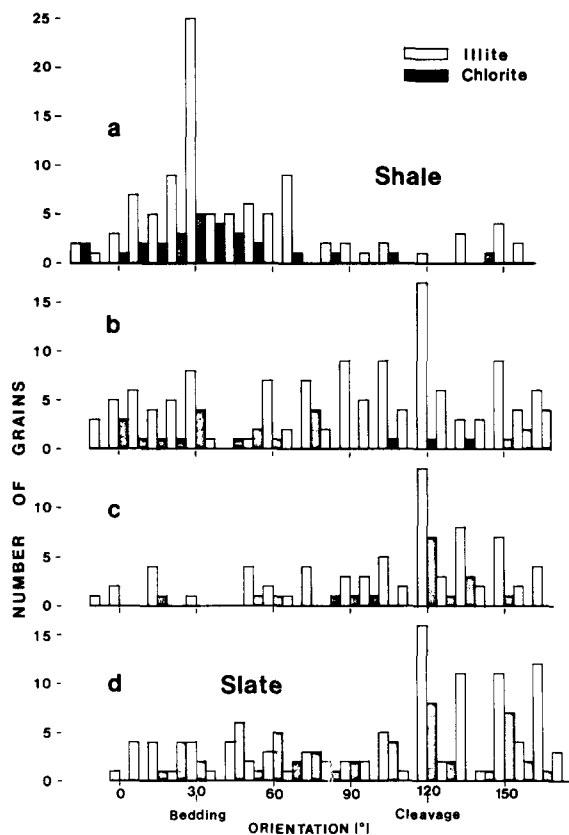 25 -
20 -
15 -
10 -
5 -
0 -
a
Illite
Chlorite
Shale
15 -
10 -
5 -
0 -
b
10 -
5 -
0 -
c
15 -
10 -
5 -
0 -
d
Slate
NUMBER OF GRAINS
0 30 60 90 120 150
Bedding Cleavage
ORIENTATION [°]